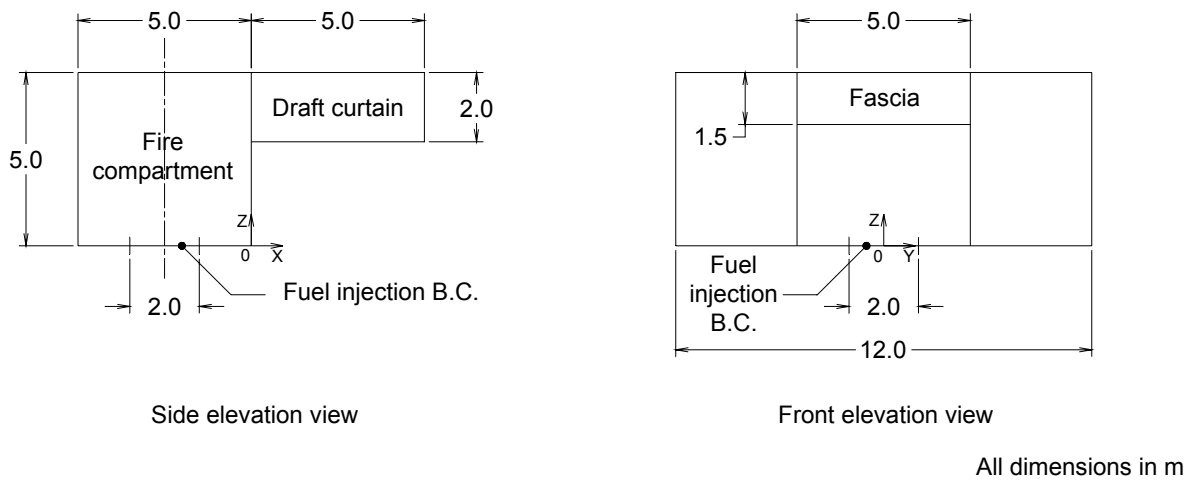 5.0
5.0
5.0
Draft curtain
2.0
Fascia
1.5
Fire
compartment
5.0
Z
0
X
Fuel injection B.C.
2.0
Z
0
Y
Fuel
injection
B.C.
2.0
12.0
Side elevation view
Front elevation view
All dimensions in m